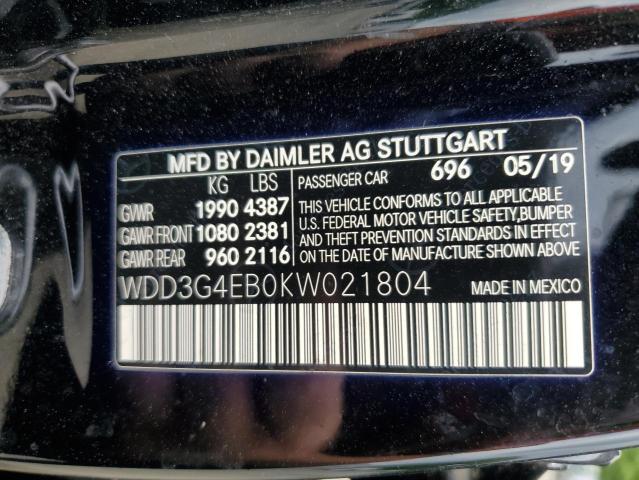 MFD BY DAIMLER AG STUTTGART
KG LBS
GVWR 1990 4387
GAWR FRONT 1080 2381
GAWR REAR 960 2116
PASSENGER CAR 696 05/19
THIS VEHICLE CONFORMS TO ALL APPLICABLE
U.S. FEDERAL MOTOR VEHICLE SAFETY, BUMPER
AND THEFT PREVENTION STANDARDS IN EFFECT
ON THE DATE OF MANUFACTURE SHOWN ABOVE.
WDD3G4EB0KW021804 MADE IN MEXICO